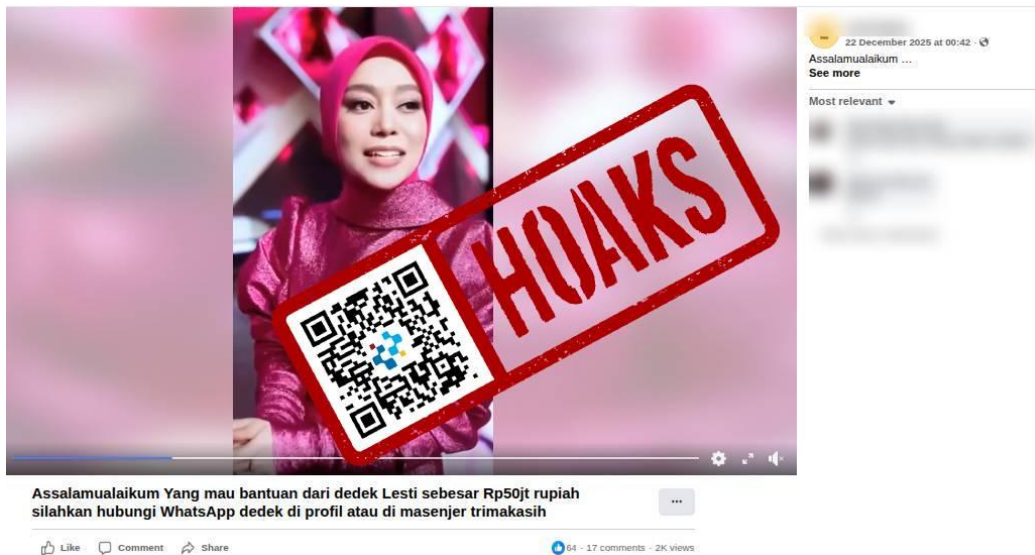 22 December 2025 at 00:42 ·
Assalamualaikum ...
See more
Most relevant
HOAKS
Assalamualaikum Yang mau bantuan dari dedek Lesti sebesar Rp50jt rupiah
silahkan hubungi WhatsApp dedek di profil atau di masenjer trimakasih
...
Like Comment Share
64 · 17 comments · 2K views